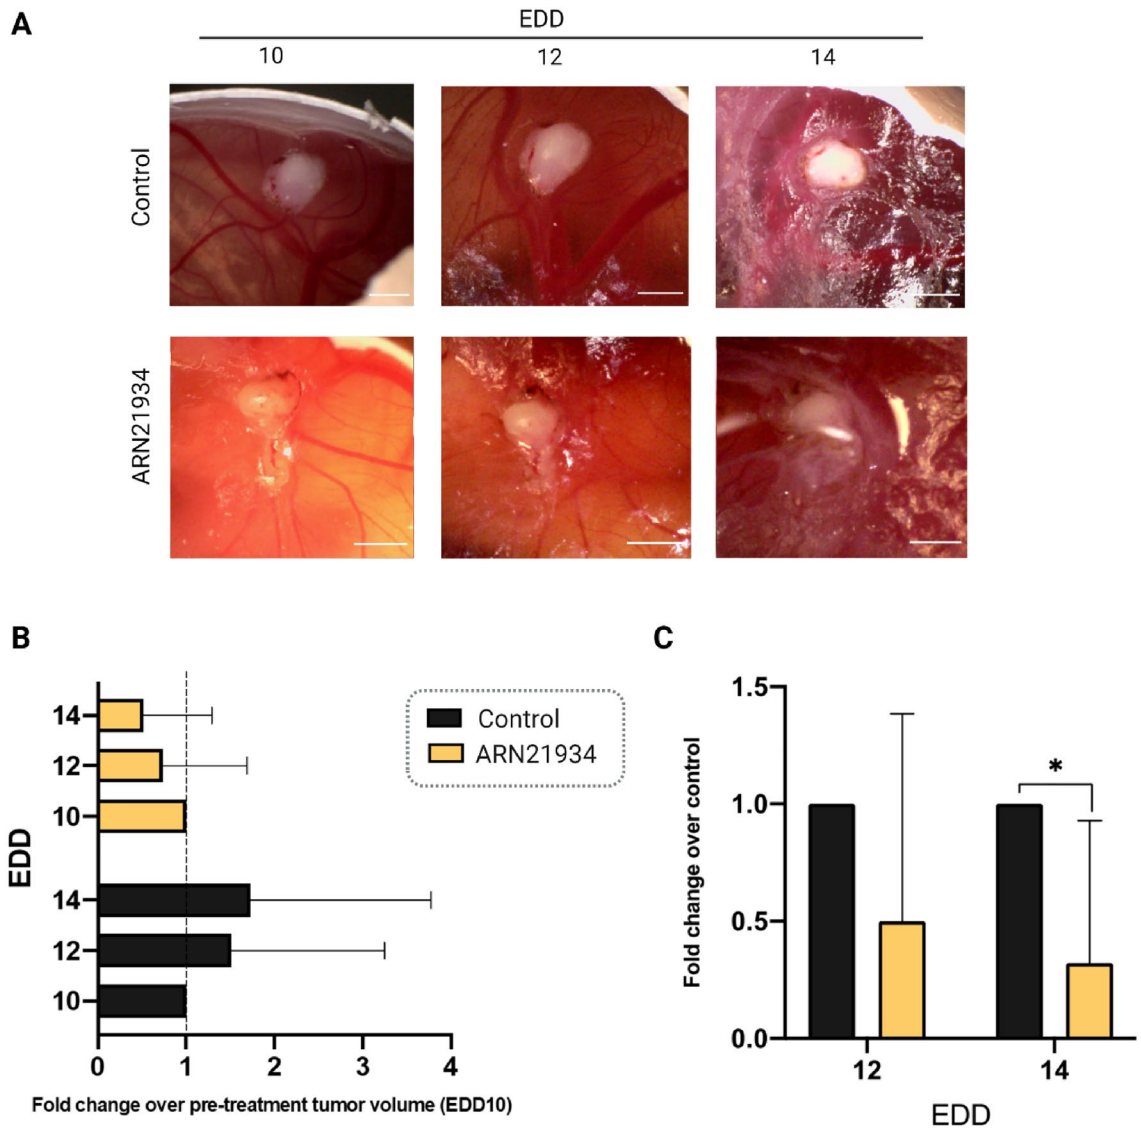 A
EDD
10 12 14
Control
ARN21934
B
14
12
10
14
12
10
EDD
0 1 2 3 4
Fold change over pre-treatment tumor volume (EDD10)
Control
ARN21934
C
1.5
1.0
0.5
0.0
Fold change over control
*
12 14
EDD